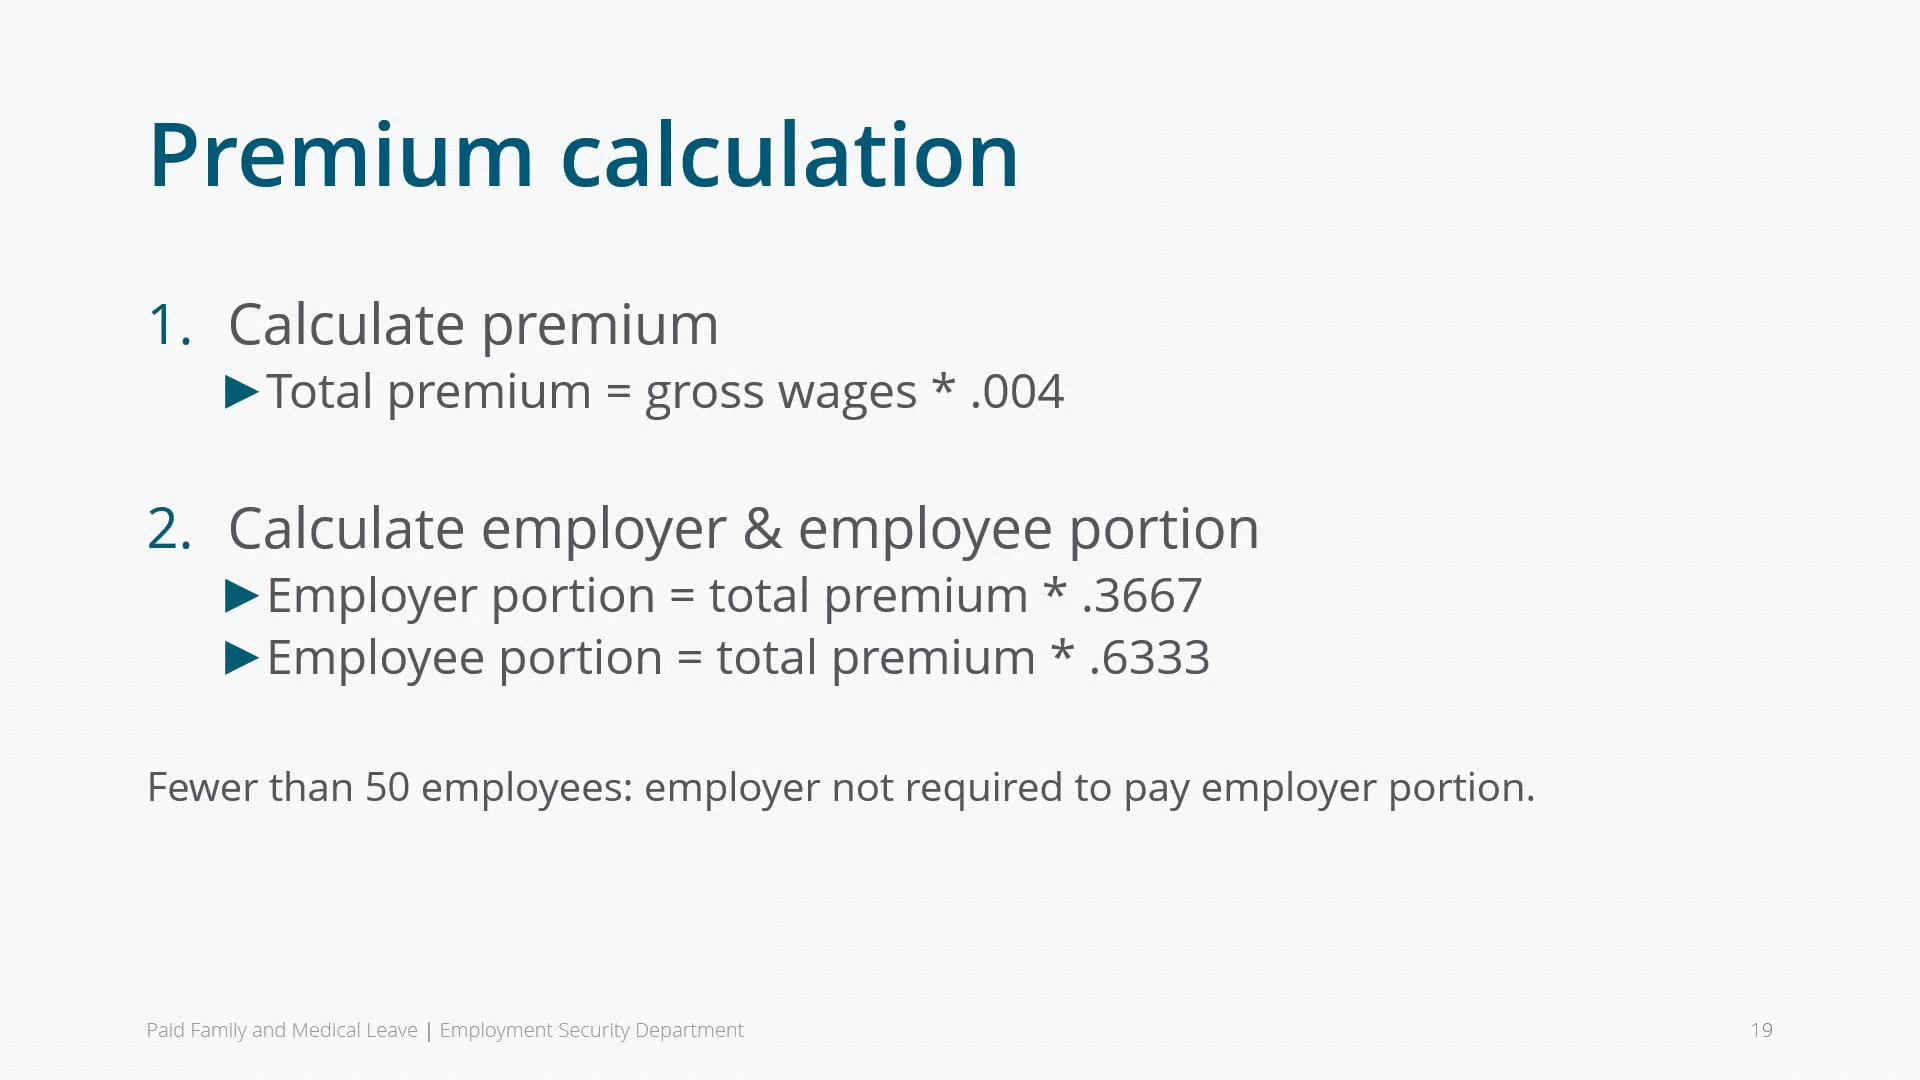 Premium calculation
1. Calculate premium
▶Total premium = gross wages * .004
2. Calculate employer & employee portion
▶Employer portion = total premium * .3667
▶Employee portion = total premium * .6333
Fewer than 50 employees: employer not required to pay employer portion.
Paid Family and Medical Leave | Employment Security Department
19